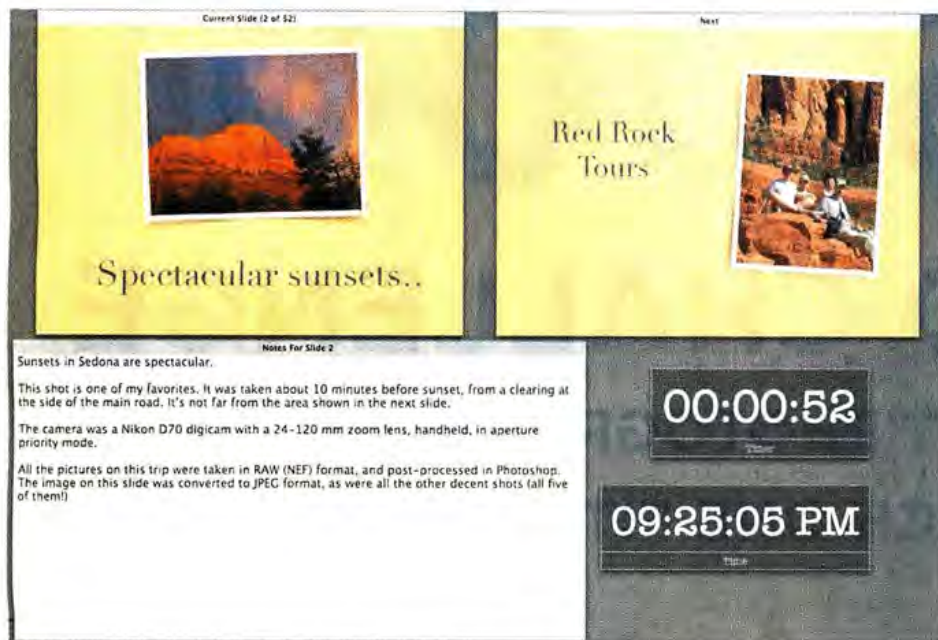 Current Slide (2 of 52)
Spectacular sunsets..
Next
Red Rock
Tours
Notes For Slide 2
Sunsets in Sedona are spectacular.
This shot is one of my favorites. It was taken about 10 minutes before sunset, from a clearing at
the side of the main road. It's not far from the area shown in the next slide.
The camera was a Nikon D70 digicam with a 24-120 mm zoom lens, handheld, in aperture
priority mode.
All the pictures on this trip were taken in RAW (NEF) format, and post-processed in Photoshop.
The image on this slide was converted to JPEG format, as were all the other decent shots (all five
of them!)
00:00:52
Timer
09:25:05 PM
Time